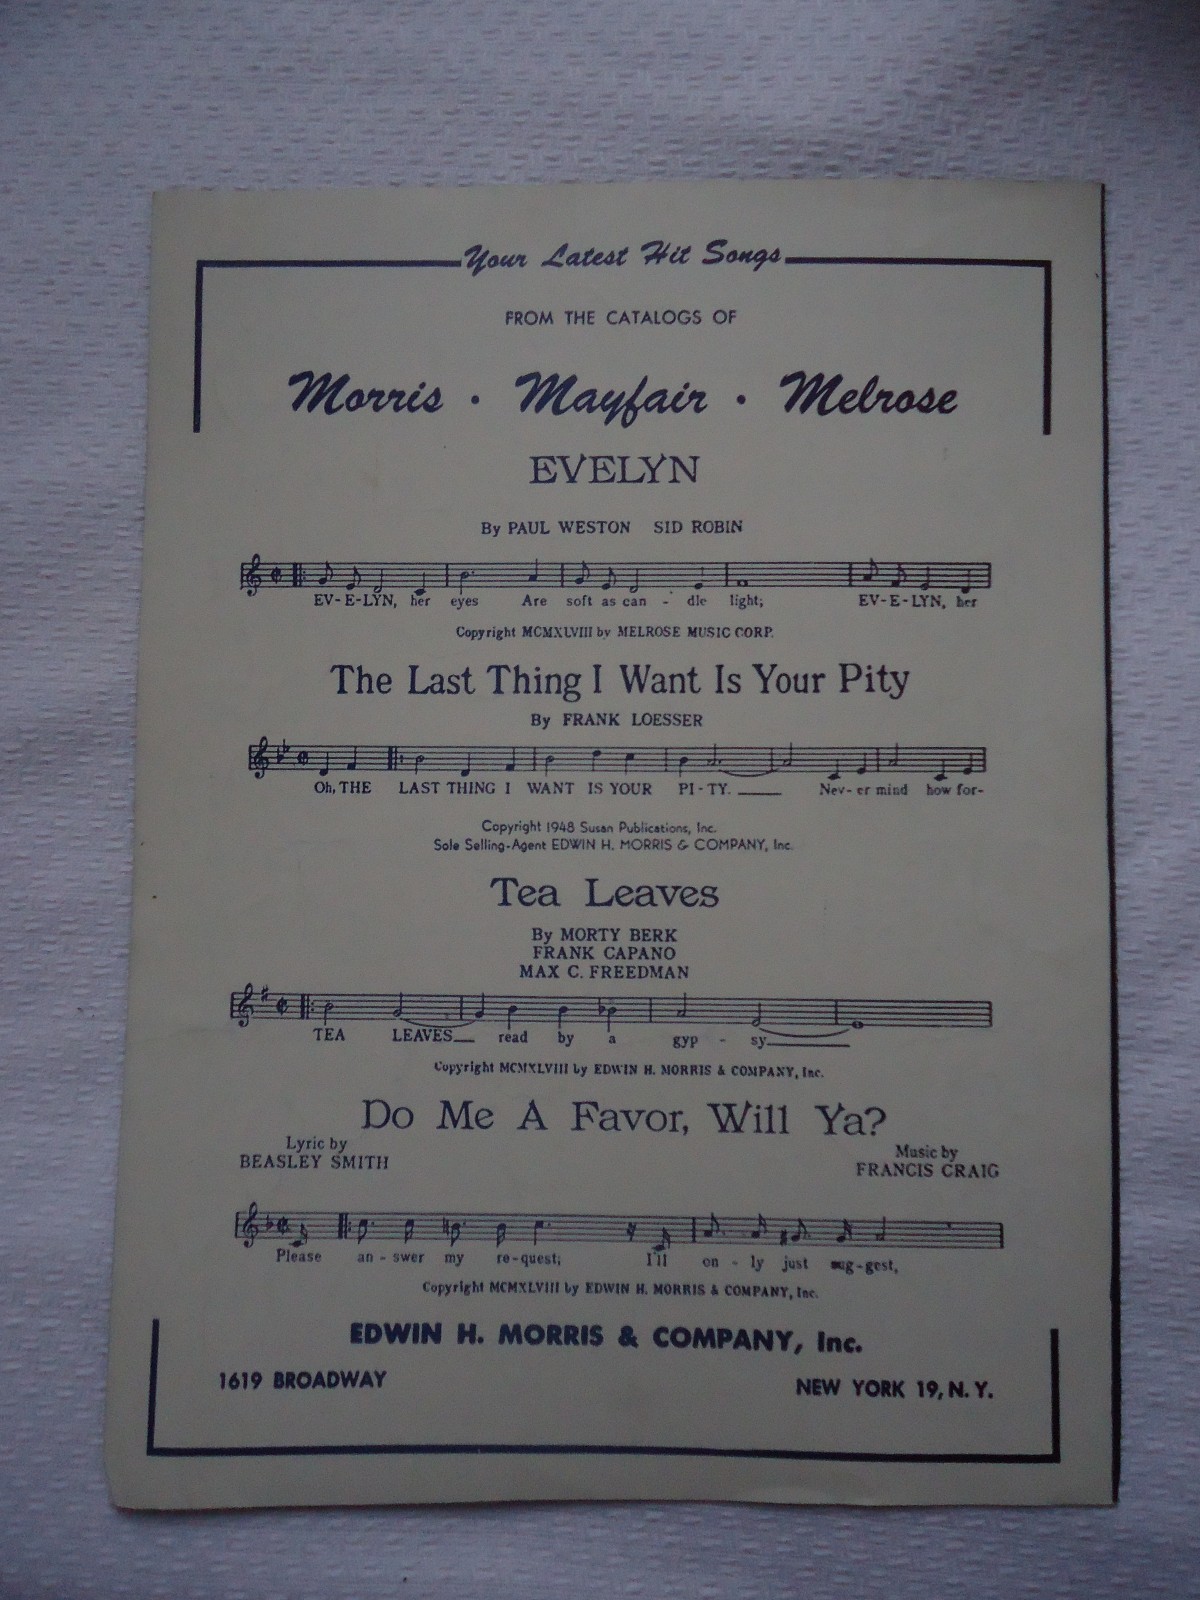 Your Latest Hit Songs
FROM THE CATALOGS OF
Morris · Mayfair · Melrose
EVELYN
By PAUL WESTON SID ROBIN
EV-E-LYN, her eyes Are soft as can - dle light; EV-E-LYN, her
Copyright MCMXLVIII by MELROSE MUSIC CORP.
The Last Thing I Want Is Your Pity
By FRANK LOESSER
Oh, THE LAST THING I WANT IS YOUR PI-TY. Nev-er mind how for-
Copyright 1948 Susan Publications, Inc.
Sole Selling-Agent EDWIN H. MORRIS & COMPANY, Inc.
Tea Leaves
By MORTY BERK
FRANK CAPANO
MAX C. FREEDMAN
TEA LEAVES read by a gyp - sy
Copyright MCMXLVIII by EDWIN H. MORRIS & COMPANY, Inc.
Do Me A Favor, Will Ya?
Lyric by
BEASLEY SMITH
Music by
FRANCIS CRAIG
Please an-swer my re-quest; I'll on-ly just sug-gest,
Copyright MCMXLVIII by EDWIN H. MORRIS & COMPANY, Inc.
EDWIN H. MORRIS & COMPANY, Inc.
1619 BROADWAY
NEW YORK 19, N. Y.